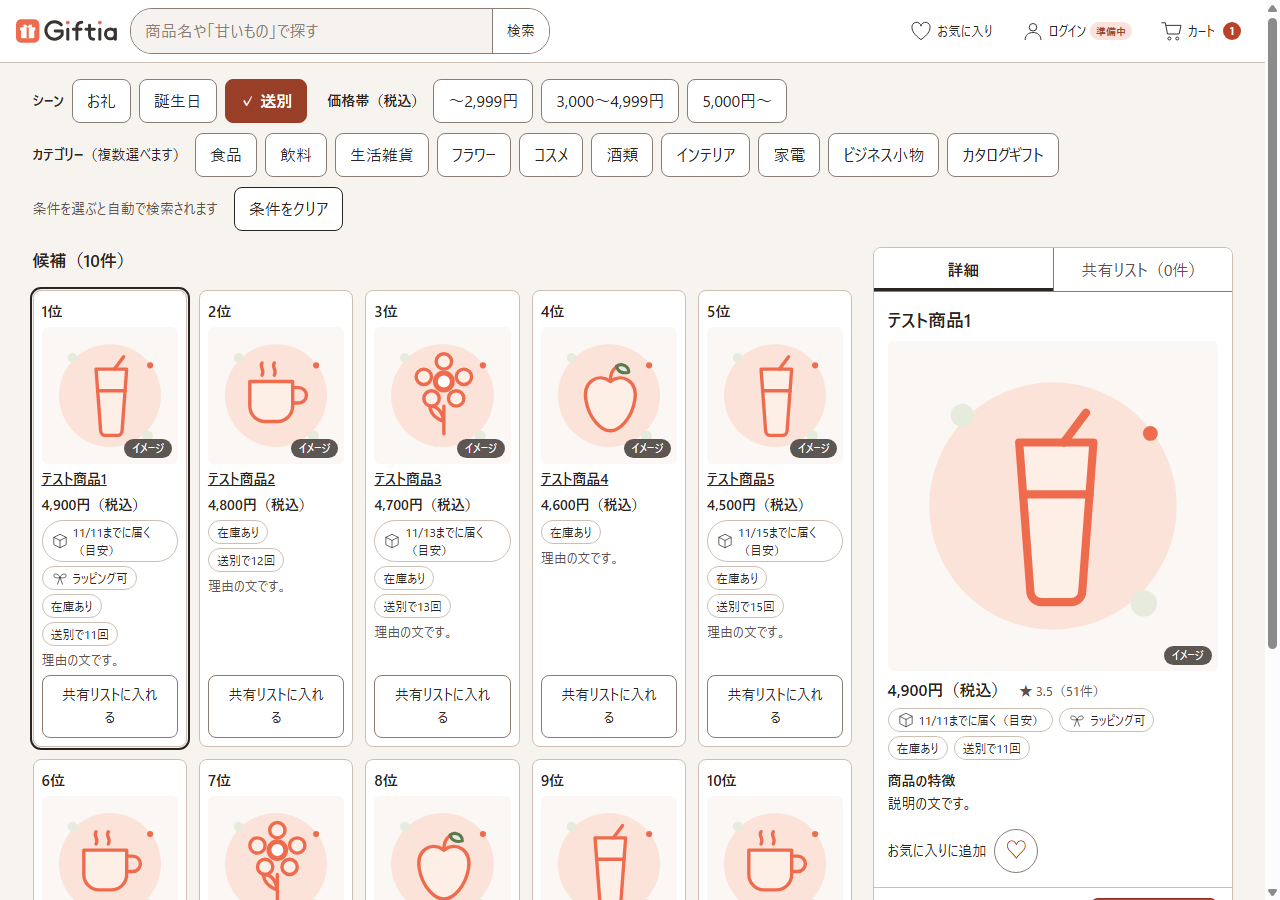 Giftia
商品名や「甘いもの」で探す
検索
お気に入り
ログイン 準備中
カート 1
シーン お礼 誕生日 ✓ 送別 価格帯（税込） ～2,999円 3,000～4,999円 5,000円～
カテゴリー（複数選べます） 食品 飲料 生活雑貨 フラワー コスメ 酒類 インテリア 家電 ビジネス小物 カタログギフト
条件を選ぶと自動で検索されます 条件をクリア
候補（10件）
1位
イメージ
テスト商品1
4,900円（税込）
11/11までに届く
（目安）
ラッピング可
在庫あり
送別で11回
理由の文です。
共有リストに入れ
る
2位
イメージ
テスト商品2
4,800円（税込）
在庫あり
送別で12回
理由の文です。
共有リストに入れ
る
3位
イメージ
テスト商品3
4,700円（税込）
11/13までに届く
（目安）
在庫あり
送別で13回
理由の文です。
共有リストに入れ
る
4位
イメージ
テスト商品4
4,600円（税込）
在庫あり
理由の文です。
共有リストに入れ
る
5位
イメージ
テスト商品5
4,500円（税込）
11/15までに届く
（目安）
在庫あり
送別で15回
理由の文です。
共有リストに入れ
る
6位
7位
8位
9位
10位
詳細
共有リスト（0件）
テスト商品1
イメージ
4,900円（税込） ★ 3.5（51件）
11/11までに届く（目安） ラッピング可
在庫あり 送別で11回
商品の特徴
説明の文です。
お気に入りに追加